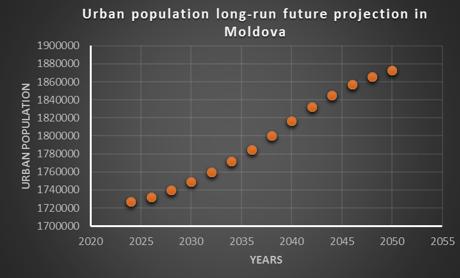 Urban population long-run future projection in
Moldova
1900000
1880000
1860000
1840000
1820000
1800000
1780000
1760000
1740000
1720000
1700000
URBAN POPULATION
2020 2025 2030 2035 2040 2045 2050 2055
YEARS